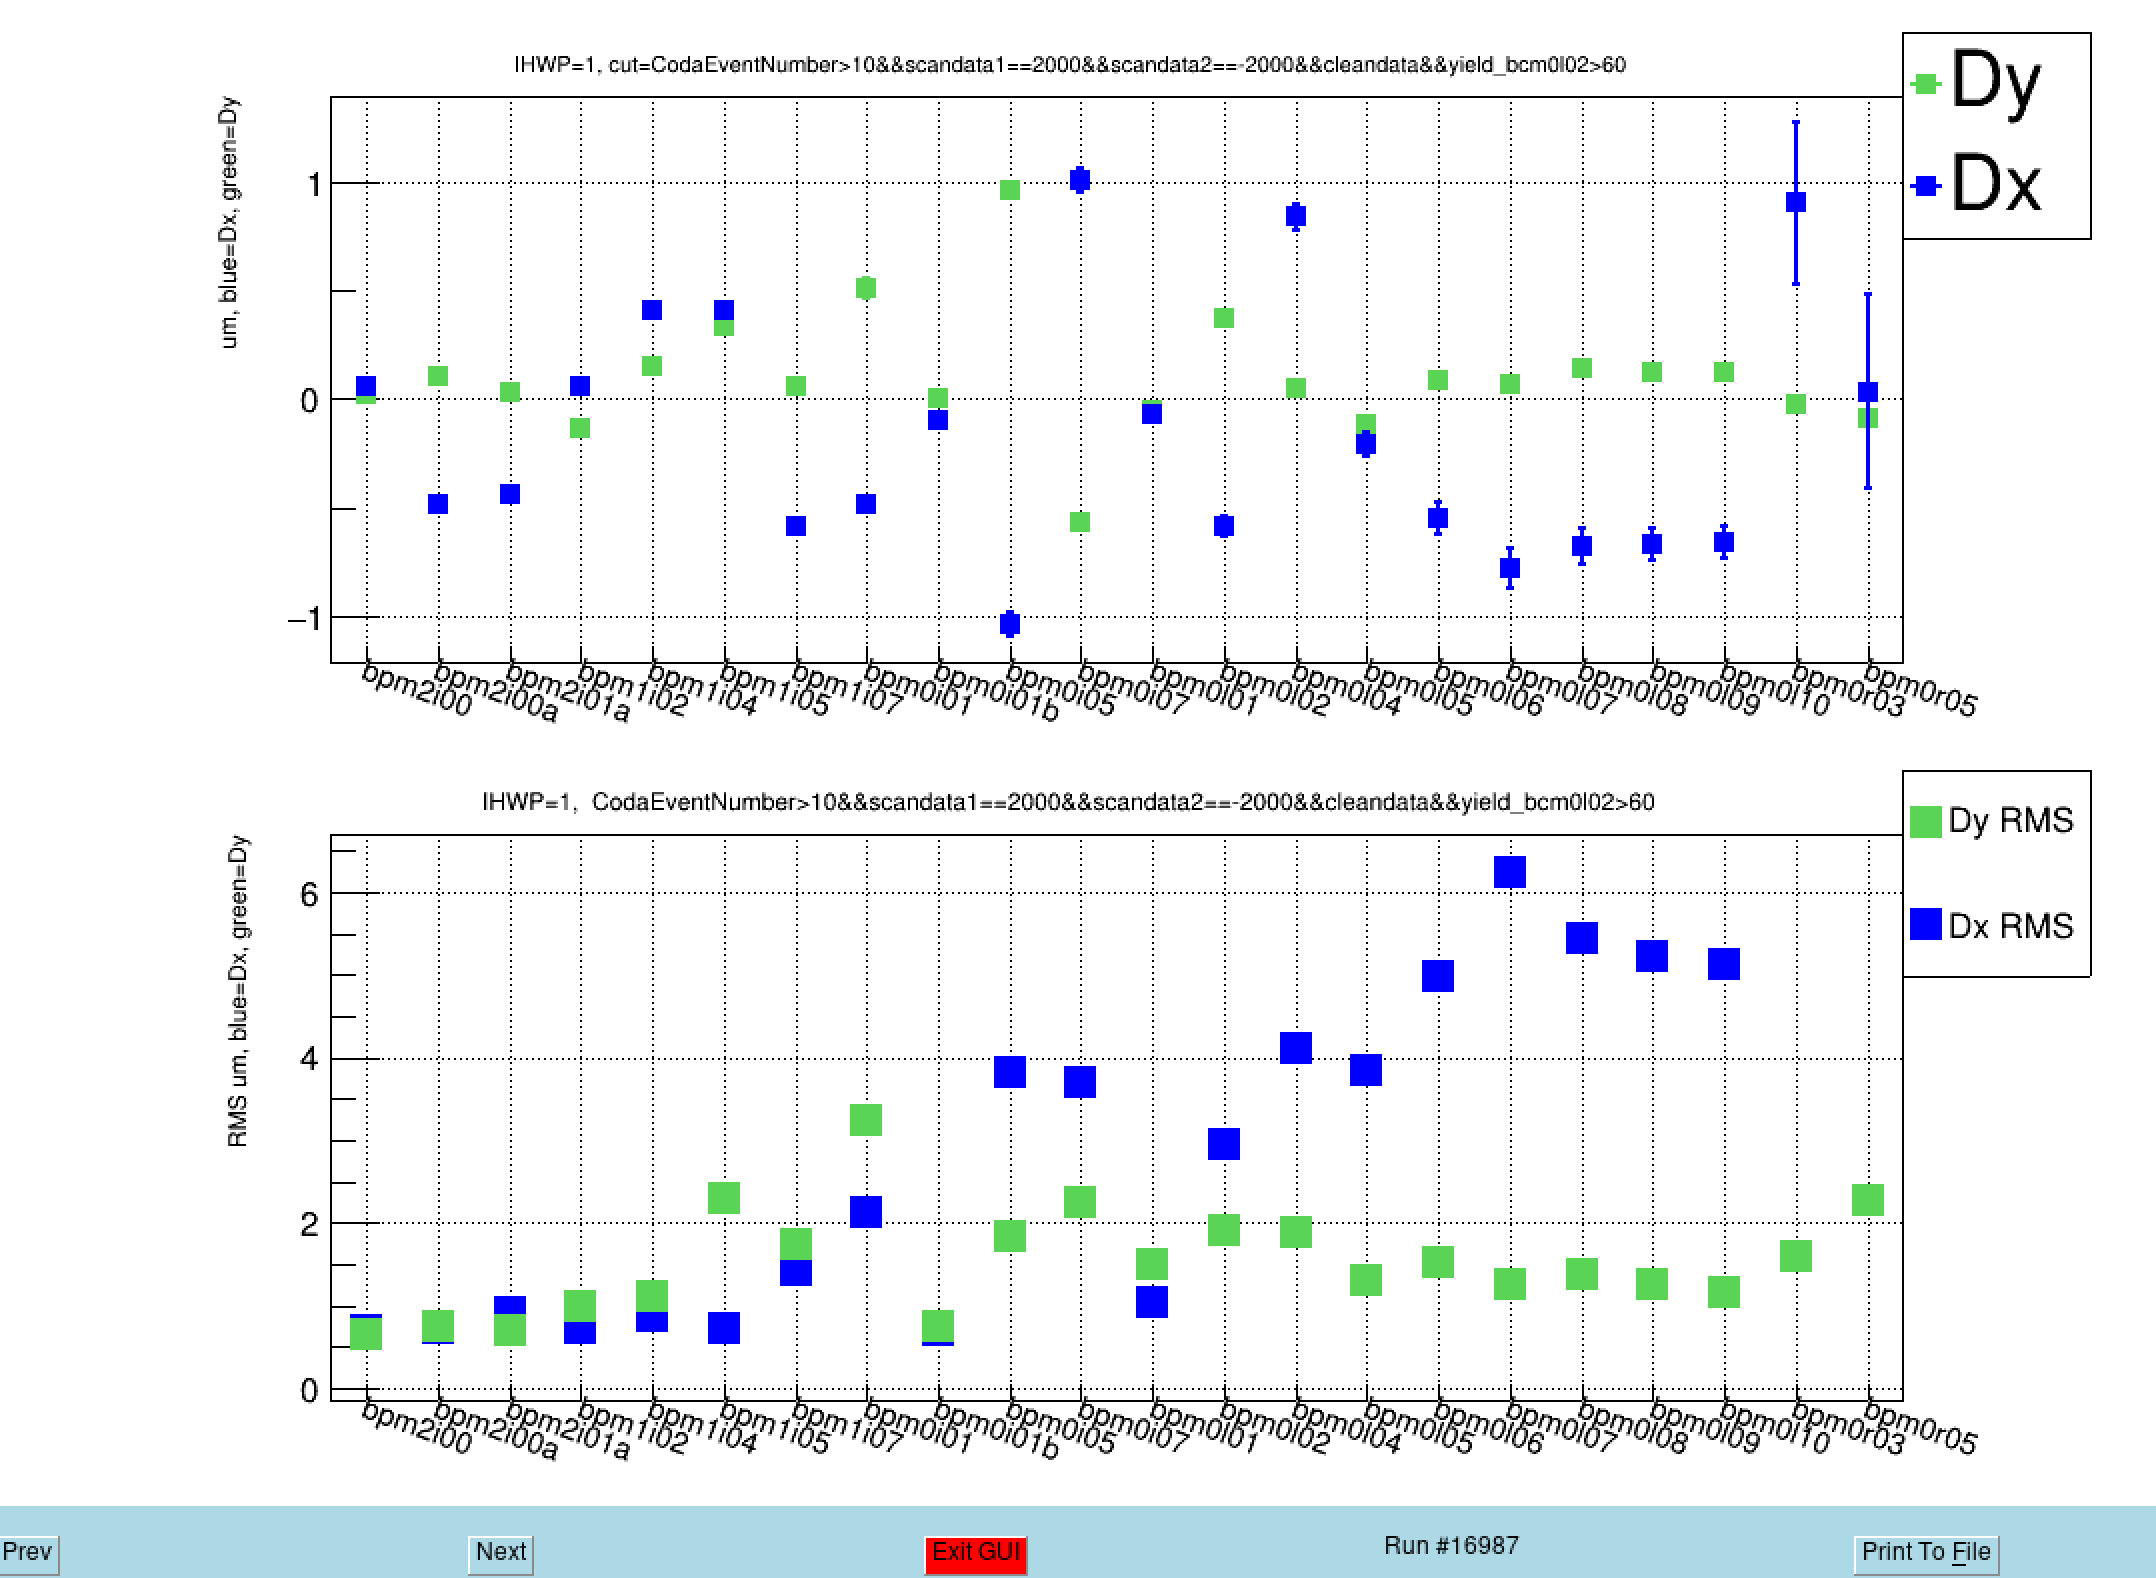 IHWP=1, cut=CodaEventNumber>10&&scandata1==2000&&scandata2==-2000&&cleandata&&yield_bcm0l02>60
Dy
Dx
um, blue=Dx, green=Dy
1
0
−1
bpm2i00
bpm2i00a
bpm2i01a
bpm1i02
bpm1i04
bpm1i05
bpm1i07
bpm0i01
bpm0i01b
bpm0i05
bpm0i07
bpm0l01
bpm0l02
bpm0l04
bpm0l05
bpm0l06
bpm0l07
bpm0l08
bpm0l09
bpm0l10
bpm0r03
bpm0r05
IHWP=1, CodaEventNumber>10&&scandata1==2000&&scandata2==-2000&&cleandata&&yield_bcm0l02>60
Dy RMS
Dx RMS
RMS um, blue=Dx, green=Dy
6
4
2
0
bpm2i00
bpm2i00a
bpm2i01a
bpm1i02
bpm1i04
bpm1i05
bpm1i07
bpm0i01
bpm0i01b
bpm0i05
bpm0i07
bpm0l01
bpm0l02
bpm0l04
bpm0l05
bpm0l06
bpm0l07
bpm0l08
bpm0l09
bpm0l10
bpm0r03
bpm0r05
Prev
Next
Exit GUI
Run #16987
Print To File